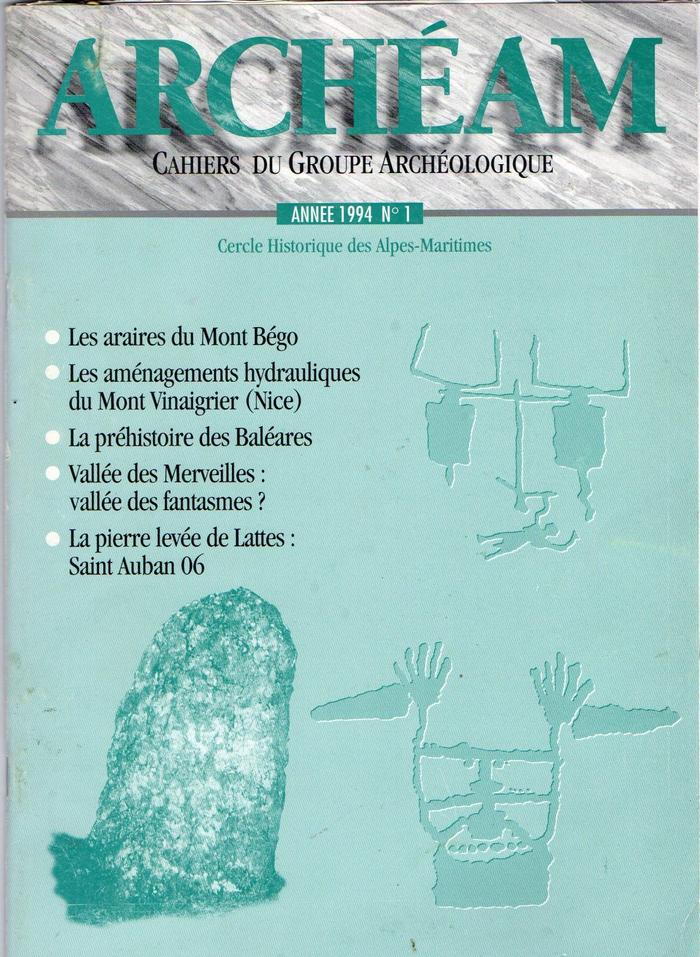 ARCHÉAM
CAHIERS DU GROUPE ARCHÉOLOGIQUE
ANNEE 1994 N° 1
Cercle Historique des Alpes-Maritimes
Les araires du Mont Bégo
Les aménagements hydrauliques
du Mont Vinaigrier (Nice)
La préhistoire des Baléares
Vallée des Merveilles :
vallée des fantasmes ?
La pierre levée de Lattes :
Saint Auban 06